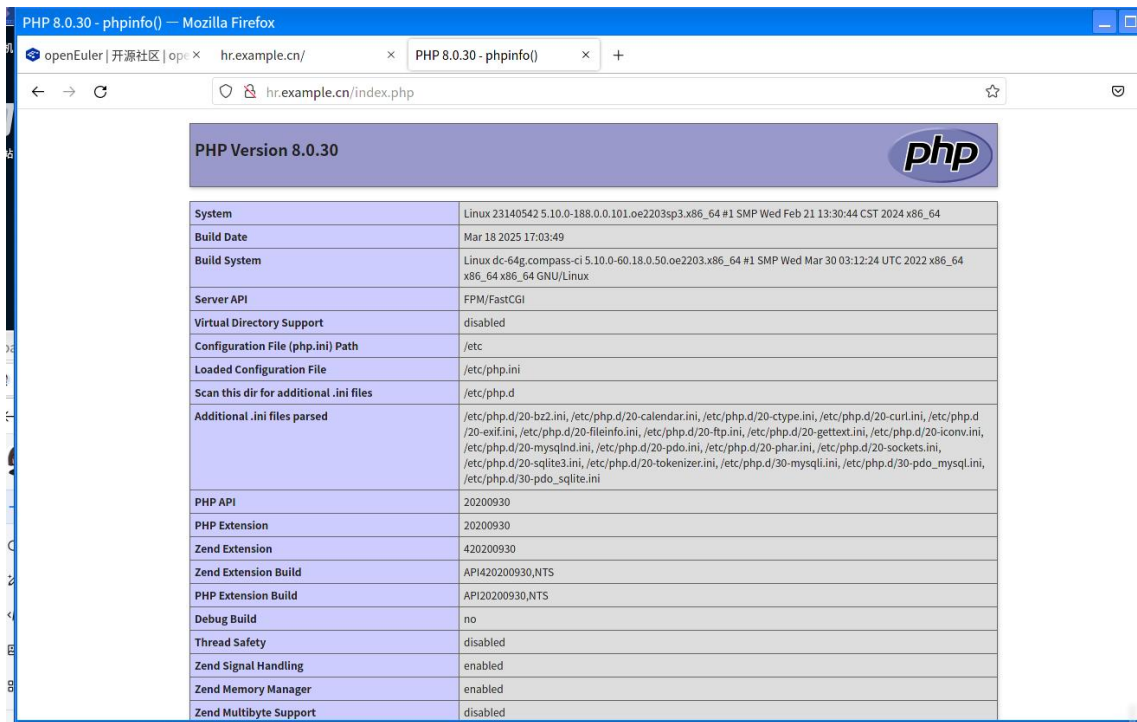 PHP 8.0.30 - phpinfo() — Mozilla Firefox
openEuler | 开源社区 | ope
hr.example.cn/
PHP 8.0.30 - phpinfo()
hr.example.cn/index.php
PHP Version 8.0.30
php
System Linux 23140542 5.10.0-188.0.0.101.oe2203sp3.x86_64 #1 SMP Wed Feb 21 13:30:44 CST 2024 x86_64
Build Date Mar 18 2025 17:03:49
Build System Linux dc-64g.compass-ci 5.10.0-60.18.0.50.oe2203.x86_64 #1 SMP Wed Mar 30 03:12:24 UTC 2022 x86_64
x86_64 x86_64 GNU/Linux
Server API FPM/FastCGI
Virtual Directory Support disabled
Configuration File (php.ini) Path /etc
Loaded Configuration File /etc/php.ini
Scan this dir for additional .ini files /etc/php.d
Additional .ini files parsed /etc/php.d/20-bz2.ini, /etc/php.d/20-calendar.ini, /etc/php.d/20-ctype.ini, /etc/php.d/20-curl.ini, /etc/php.d
/20-exif.ini, /etc/php.d/20-fileinfo.ini, /etc/php.d/20-ftp.ini, /etc/php.d/20-gettext.ini, /etc/php.d/20-iconv.ini,
/etc/php.d/20-mysqlnd.ini, /etc/php.d/20-pdo.ini, /etc/php.d/20-phar.ini, /etc/php.d/20-sockets.ini,
/etc/php.d/20-sqlite3.ini, /etc/php.d/20-tokenizer.ini, /etc/php.d/30-mysqli.ini, /etc/php.d/30-pdo_mysql.ini,
/etc/php.d/30-pdo_sqlite.ini
PHP API 20200930
PHP Extension 20200930
Zend Extension 420200930
Zend Extension Build API420200930,NTS
PHP Extension Build API20200930,NTS
Debug Build no
Thread Safety disabled
Zend Signal Handling enabled
Zend Memory Manager enabled
Zend Multibyte Support disabled